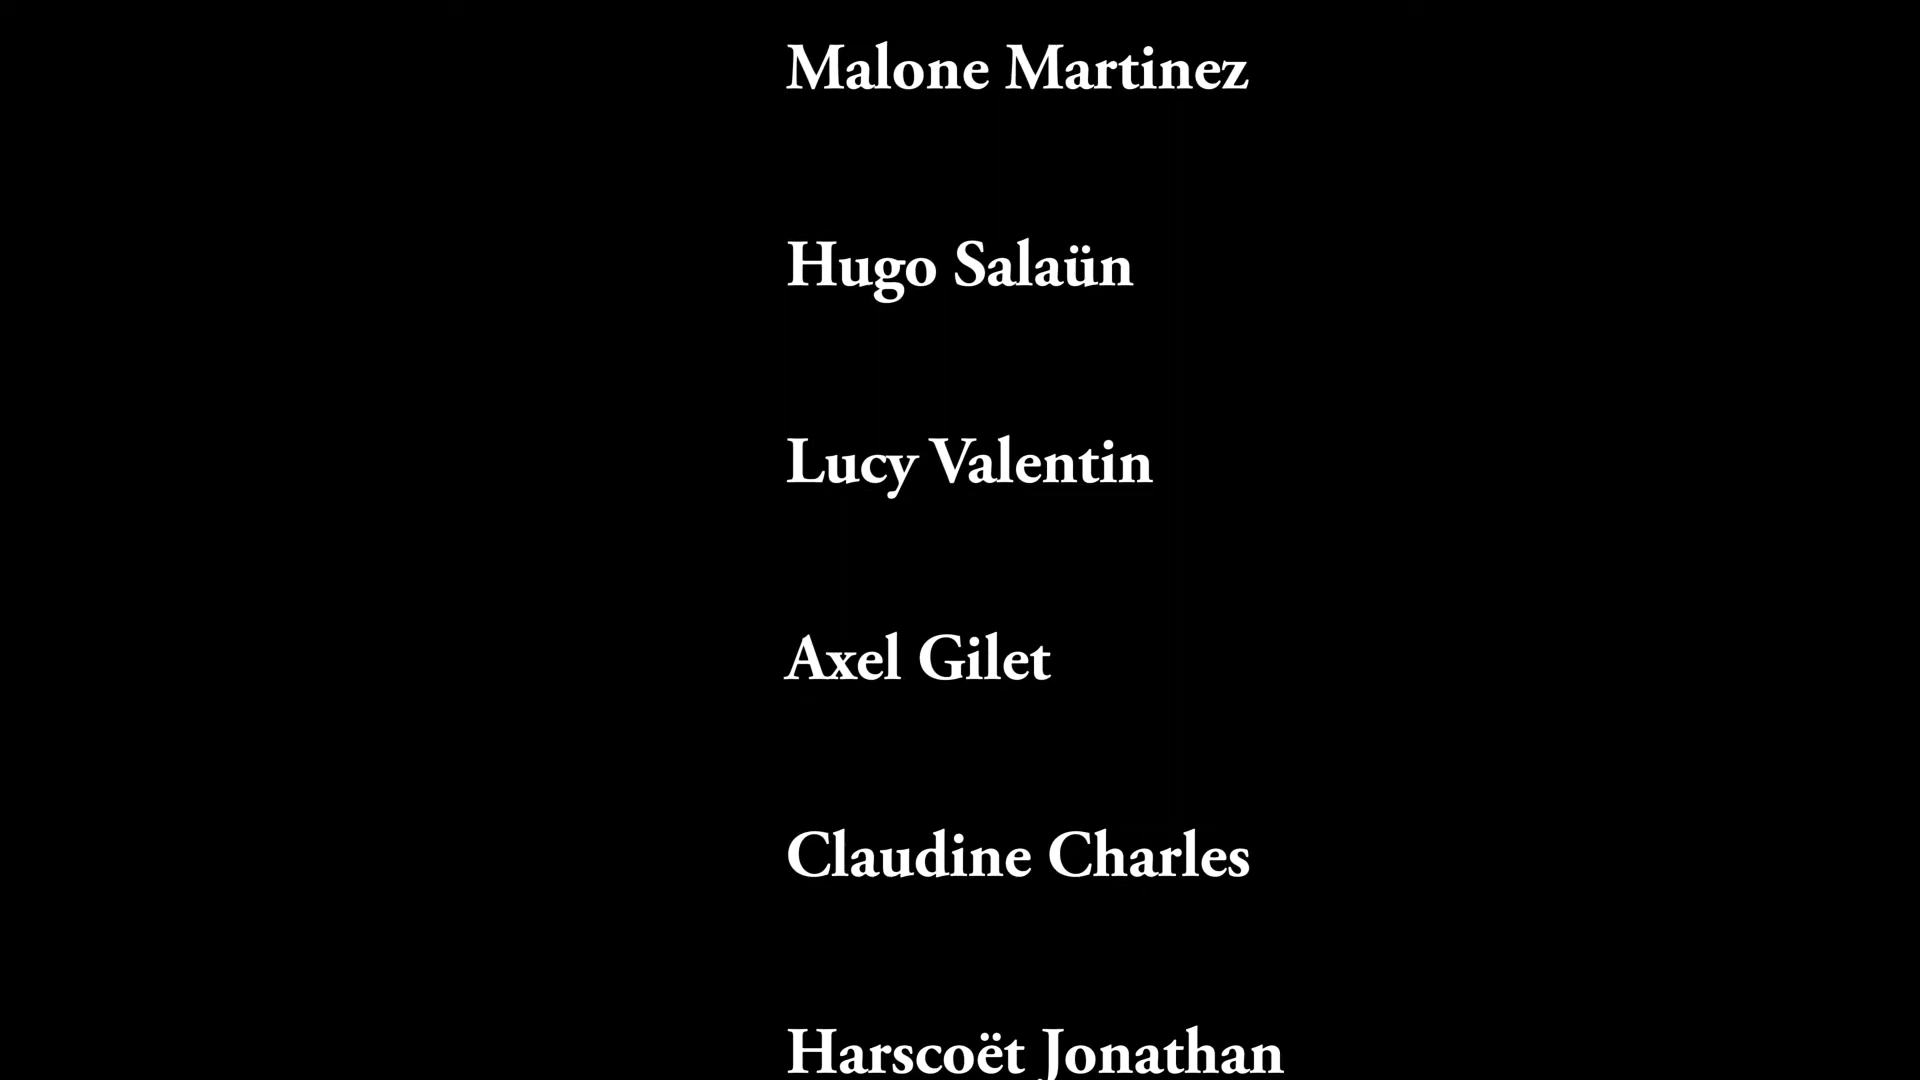 Malone Martinez
Hugo Salaün
Lucy Valentin
Axel Gilet
Claudine Charles
Harscoët Jonathan